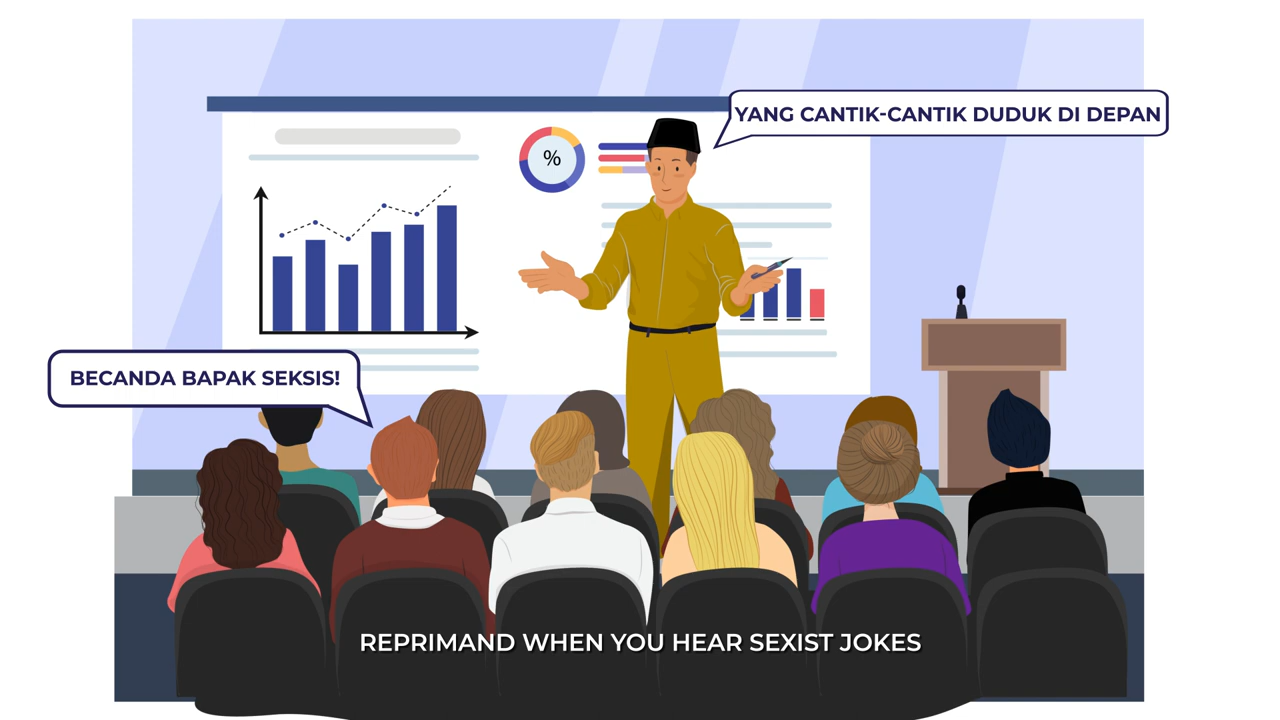 YANG CANTIK-CANTIK DUDUK DI DEPAN
%
BECANDA BAPAK SEKSIS!
REPRIMAND WHEN YOU HEAR SEXIST JOKES